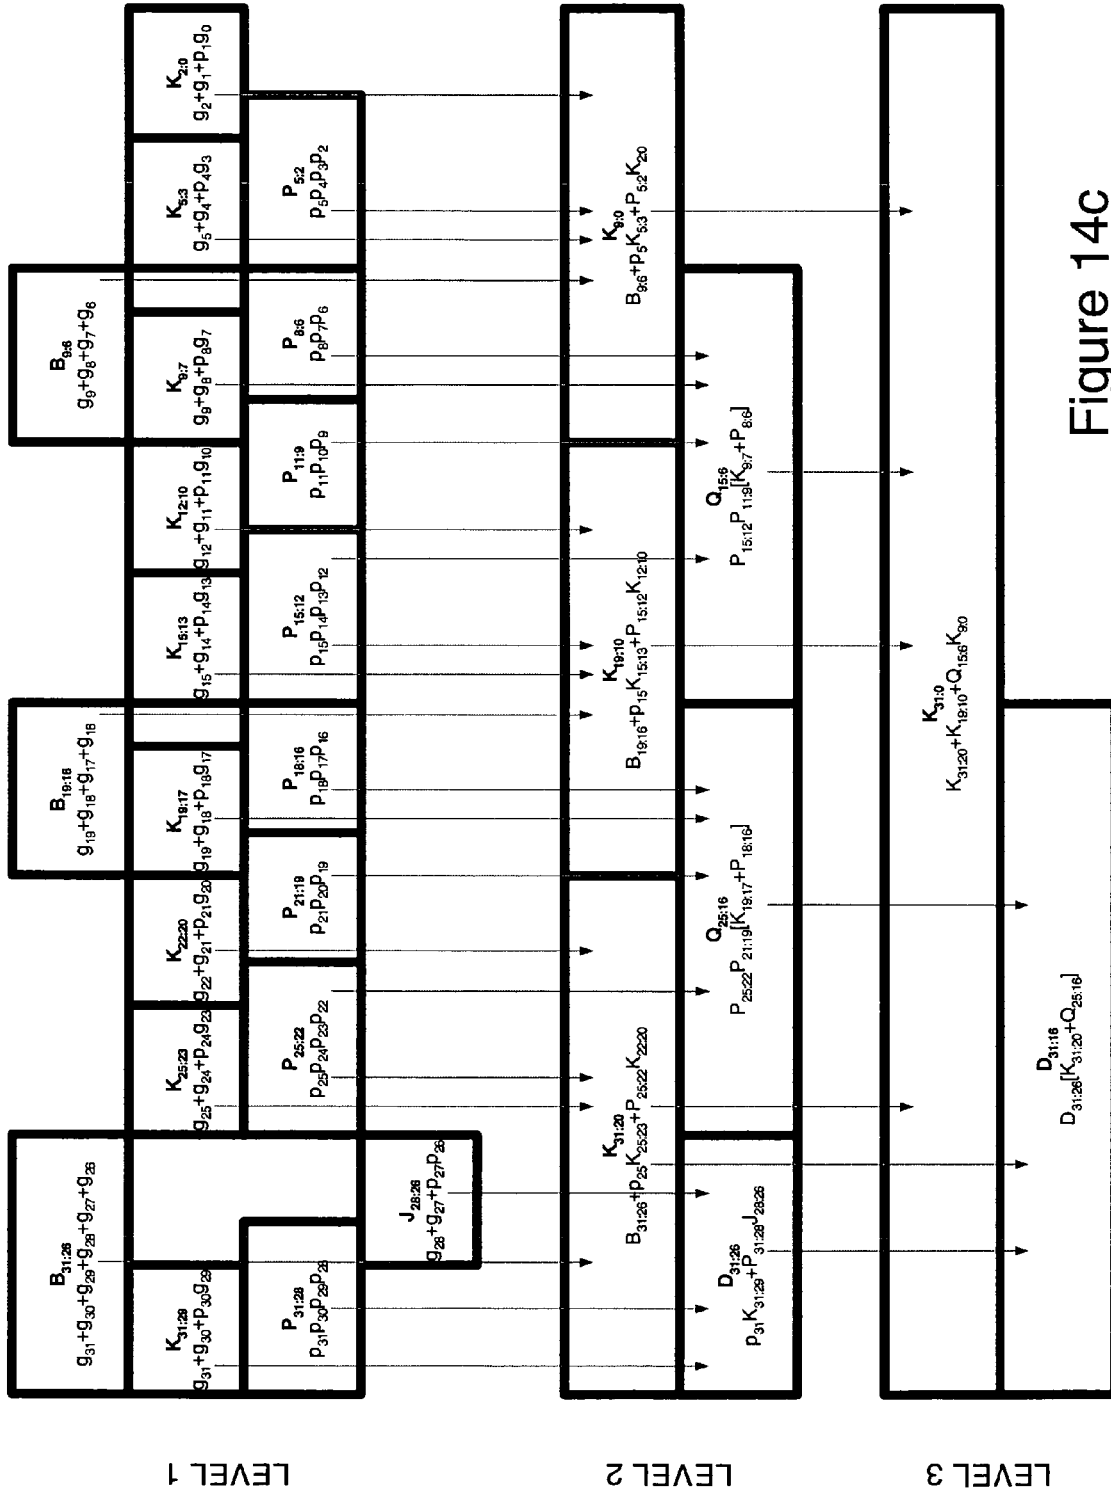 LEVEL 1
B31:26
g31+g30+g29+g28+g27+g26
B19:16
g19+g18+g17+g16
B9:6
g9+g8+g7+g6
K31:29
g31+g30+p30g29
K25:23
g25+g24+p24g23
K22:20
g22+g21+p21g20
K19:17
g19+g18+p18g17
K15:13
g15+g14+p14g13
K12:10
g12+g11+p11g10
K9:7
g9+g8+p8g7
K5:3
g5+g4+p4g3
K2:0
g2+g1+p1g0
P31:28
p31p30p29p28
P25:22
p25p24p23p22
P21:19
p21p20p19
P18:16
p18p17p16
P15:12
p15p14p13p12
P11:9
p11p10p9
P8:6
p8p7p6
P5:2
p5p4p3p2
J28:26
g28+g27+p27p26
LEVEL 2
K31:20
B31:26+p25K25:23+P25:22K22:20
K19:10
B19:16+p15K15:13+P15:12K12:10
K9:0
B9:6+p5K5:3+P5:2K2:0
D31:26
p31K31:29+P31:28J28:26
Q25:16
P25:22P21:19[K19:17+P18:16]
Q15:6
P15:12P11:9[K9:7+P8:6]
LEVEL 3
K31:0
K31:20+K19:10+Q15:6K9:0
D31:16
D31:26[K31:20+Q25:16]
Figure 14c